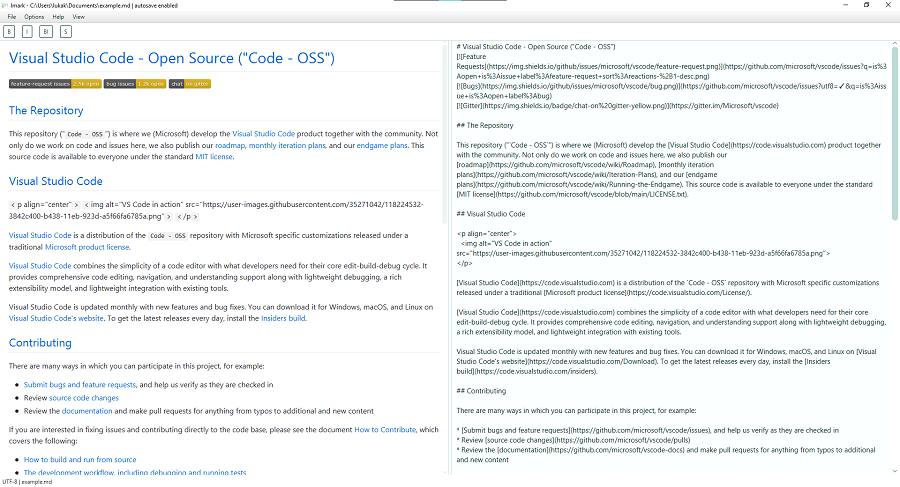 Imark - C:\Users\lukak\Documents\example.md | autosave enabled
File Options Help View
B I BI S
Visual Studio Code - Open Source ("Code - OSS")
feature-request issues 2.5k open bug issues 1.2k open chat on gitter
The Repository
This repository (" Code - OSS ") is where we (Microsoft) develop the Visual Studio Code product together with the community. Not
only do we work on code and issues here, we also publish our roadmap, monthly iteration plans, and our endgame plans. This
source code is available to everyone under the standard MIT license.
Visual Studio Code
< p align="center" > < img alt="VS Code in action" src="https://user-images.githubusercontent.com/35271042/118224532-
3842c400-b438-11eb-923d-a5f66fa6785a.png" > < /p >
Visual Studio Code is a distribution of the Code - OSS repository with Microsoft specific customizations released under a
traditional Microsoft product license.
Visual Studio Code combines the simplicity of a code editor with what developers need for their core edit-build-debug cycle. It
provides comprehensive code editing, navigation, and understanding support along with lightweight debugging, a rich
extensibility model, and lightweight integration with existing tools.
Visual Studio Code is updated monthly with new features and bug fixes. You can download it for Windows, macOS, and Linux on
Visual Studio Code's website. To get the latest releases every day, install the Insiders build.
Contributing
There are many ways in which you can participate in this project, for example:
• Submit bugs and feature requests, and help us verify as they are checked in
• Review source code changes
• Review the documentation and make pull requests for anything from typos to additional and new content
If you are interested in fixing issues and contributing directly to the code base, please see the document How to Contribute, which
covers the following:
• How to build and run from source
• The development workflow, including debugging and running tests
# Visual Studio Code - Open Source ("Code - OSS")
[![Feature
Requests](https://img.shields.io/github/issues/microsoft/vscode/feature-request.png)](https://github.com/microsoft/vscode/issues?q=is%3
Aopen+is%3Aissue+label%3Afeature-request+sort%3Areactions-%2B1-desc.png)
[![Bugs](https://img.shields.io/github/issues/microsoft/vscode/bug.png)](https://github.com/microsoft/vscode/issues?utf8=✓&q=is%3Aiss
ue+is%3Aopen+label%3Abug)
[![Gitter](https://img.shields.io/badge/chat-on%20gitter-yellow.png)](https://gitter.im/Microsoft/vscode)
## The Repository
This repository ("`Code - OSS`") is where we (Microsoft) develop the [Visual Studio Code](https://code.visualstudio.com) product together
with the community. Not only do we work on code and issues here, we also publish our
[roadmap](https://github.com/microsoft/vscode/wiki/Roadmap), [monthly iteration
plans](https://github.com/microsoft/vscode/wiki/Iteration-Plans), and our [endgame
plans](https://github.com/microsoft/vscode/wiki/Running-the-Endgame). This source code is available to everyone under the standard
[MIT license](https://github.com/microsoft/vscode/blob/main/LICENSE.txt).
## Visual Studio Code
<p align="center">
<img alt="VS Code in action"
src="https://user-images.githubusercontent.com/35271042/118224532-3842c400-b438-11eb-923d-a5f66fa6785a.png">
</p>
[Visual Studio Code](https://code.visualstudio.com) is a distribution of the `Code - OSS` repository with Microsoft specific customizations
released under a traditional [Microsoft product license](https://code.visualstudio.com/License/).
[Visual Studio Code](https://code.visualstudio.com) combines the simplicity of a code editor with what developers need for their core
edit-build-debug cycle. It provides comprehensive code editing, navigation, and understanding support along with lightweight debugging,
a rich extensibility model, and lightweight integration with existing tools.
Visual Studio Code is updated monthly with new features and bug fixes. You can download it for Windows, macOS, and Linux on [Visual
Studio Code's website](https://code.visualstudio.com/Download). To get the latest releases every day, install the [Insiders
build](https://code.visualstudio.com/insiders).
## Contributing
There are many ways in which you can participate in this project, for example:
* [Submit bugs and feature requests](https://github.com/microsoft/vscode/issues), and help us verify as they are checked in
* Review [source code changes](https://github.com/microsoft/vscode/pulls)
* Review the [documentation](https://github.com/microsoft/vscode-docs) and make pull requests for anything from typos to additional
and new content
UTF-8 | example.md